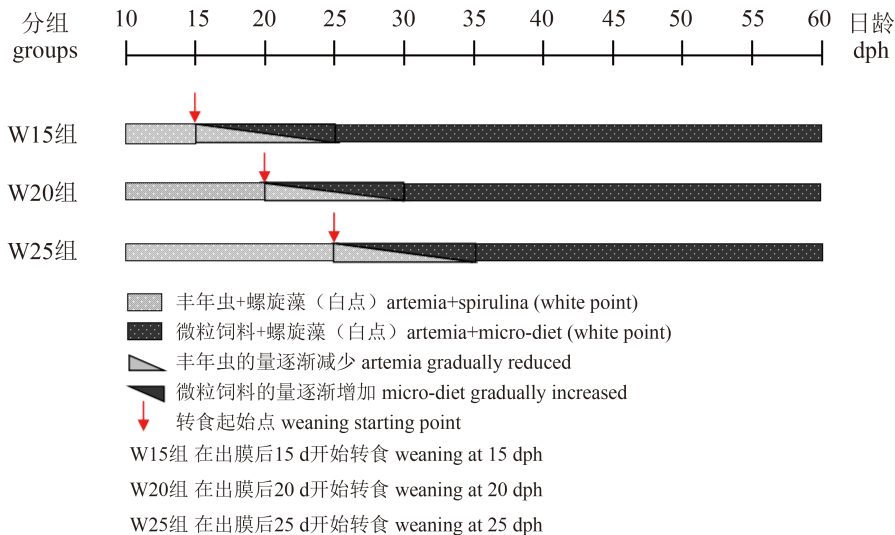 分组 10 15 20 25 30 35 40 45 50 55 60 日龄
groups dph
W15组
W20组
W25组
丰年虫+螺旋藻（白点）artemia+spirulina (white point)
微粒饲料+螺旋藻（白点）artemia+micro-diet (white point)
丰年虫的量逐渐减少 artemia gradually reduced
微粒饲料的量逐渐增加 micro-diet gradually increased
转食起始点 weaning starting point
W15组 在出膜后15 d开始转食 weaning at 15 dph
W20组 在出膜后20 d开始转食 weaning at 20 dph
W25组 在出膜后25 d开始转食 weaning at 25 dph